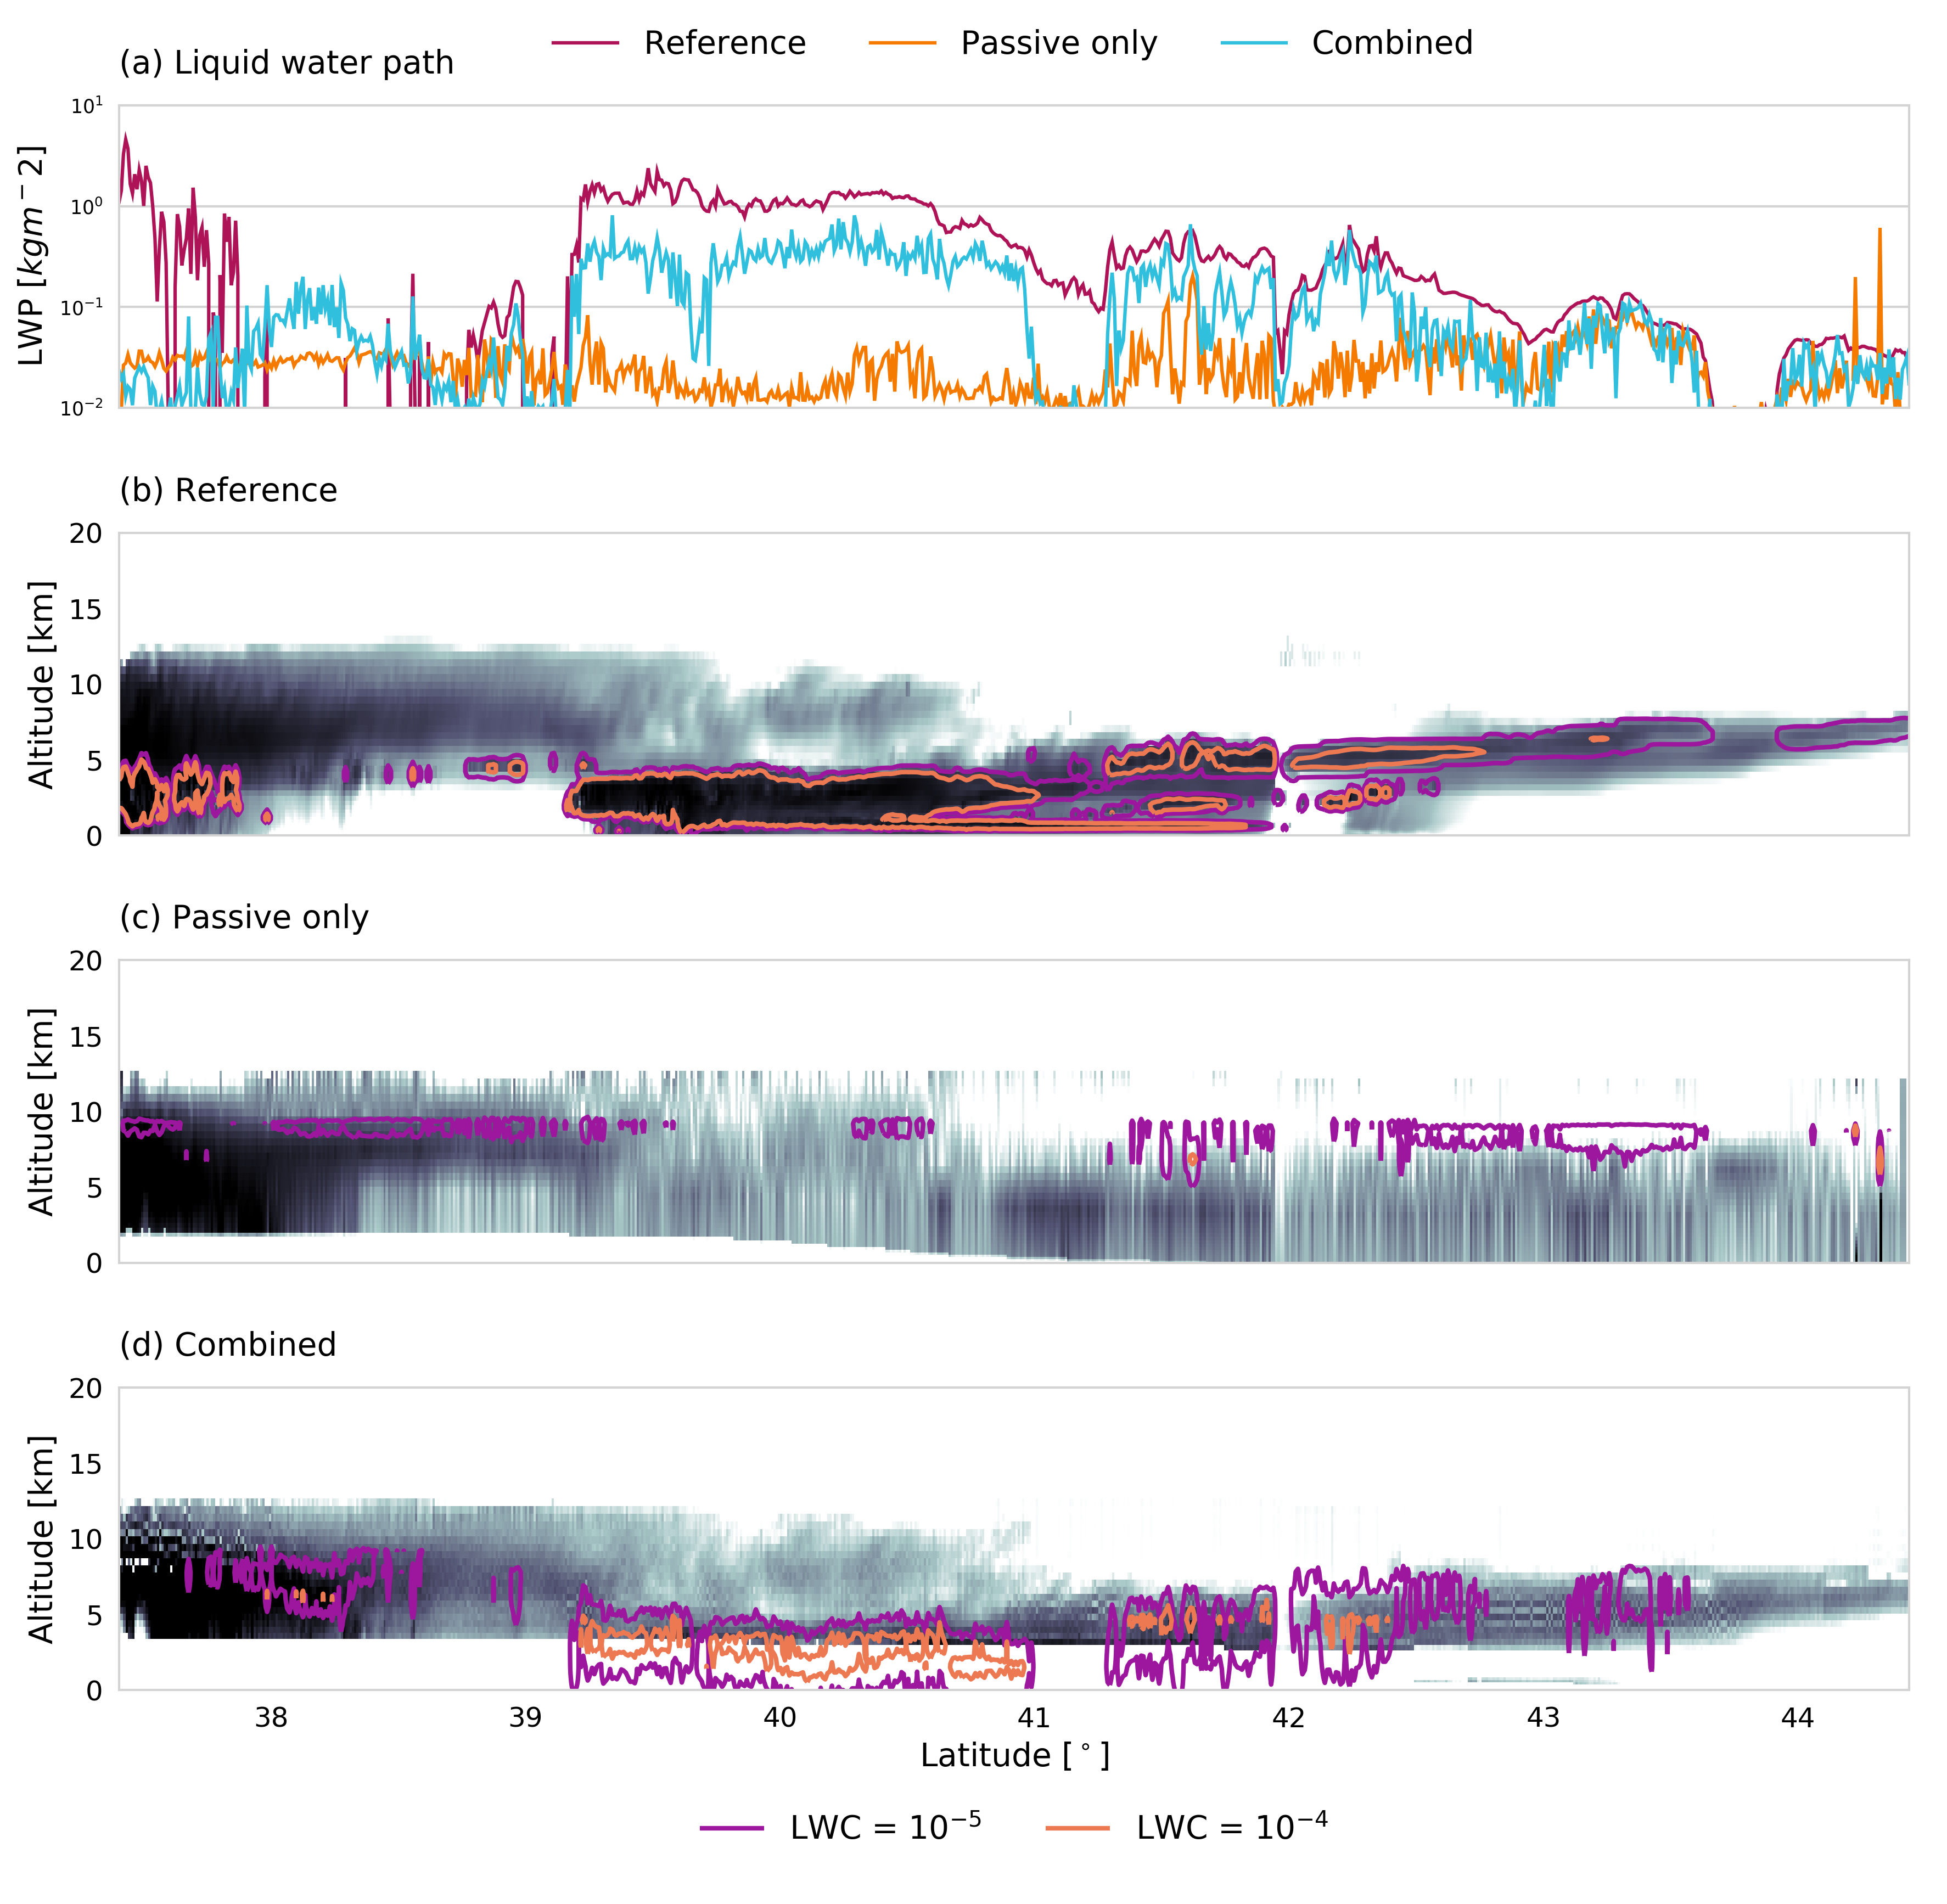 Reference Passive only Combined
(a) Liquid water path
10¹
10⁰
10⁻¹
10⁻²
LWP [kgm⁻2]
(b) Reference
20
15
10
5
0
Altitude [km]
(c) Passive only
20
15
10
5
0
Altitude [km]
(d) Combined
20
15
10
5
0
Altitude [km]
38 39 40 41 42 43 44
Latitude [°]
LWC = 10⁻⁵ LWC = 10⁻⁴